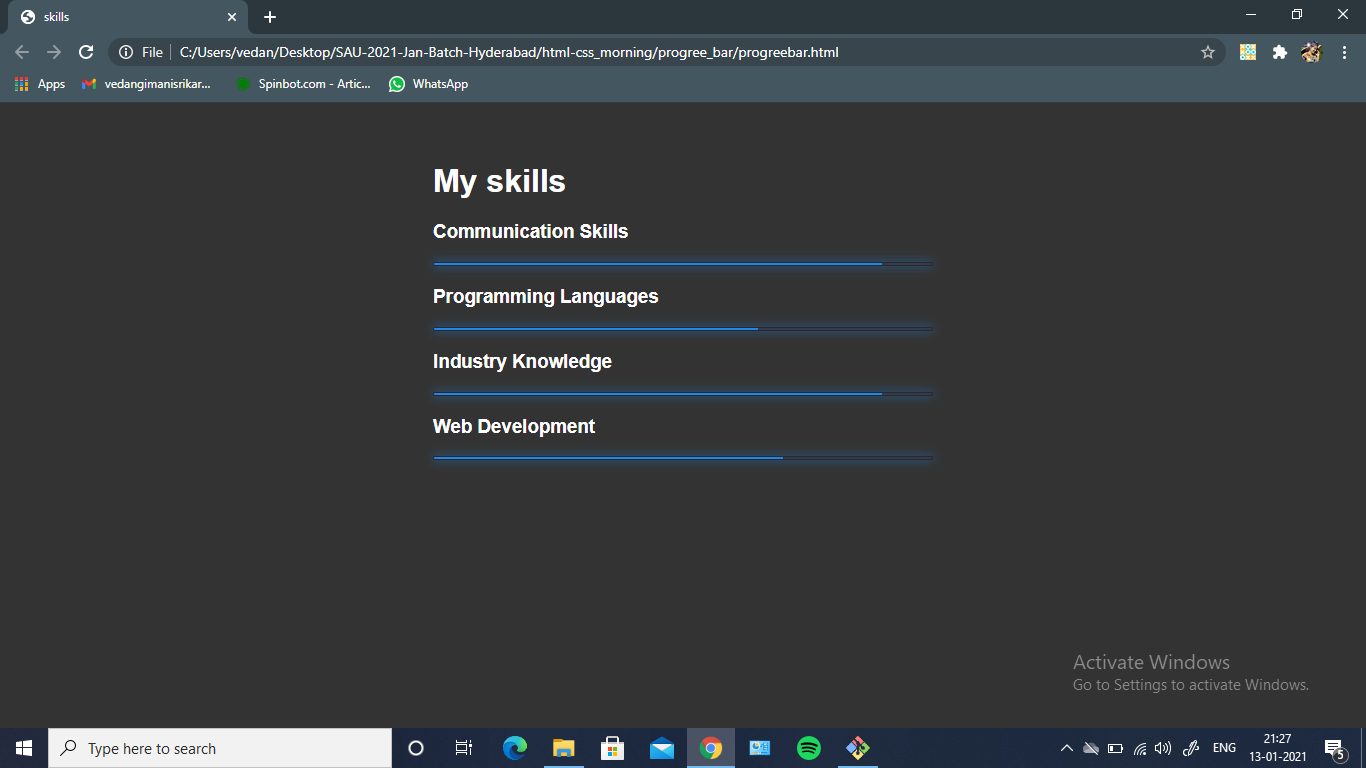 skills
File
C:/Users/vedan/Desktop/SAU-2021-Jan-Batch-Hyderabad/html-css_morning/progree_bar/progreebar.html
Apps
vedangimanisrikar...
Spinbot.com - Artic...
WhatsApp
My skills
Communication Skills
Programming Languages
Industry Knowledge
Web Development
Activate Windows
Go to Settings to activate Windows.
Type here to search
ENG
21:27
13-01-2021
5